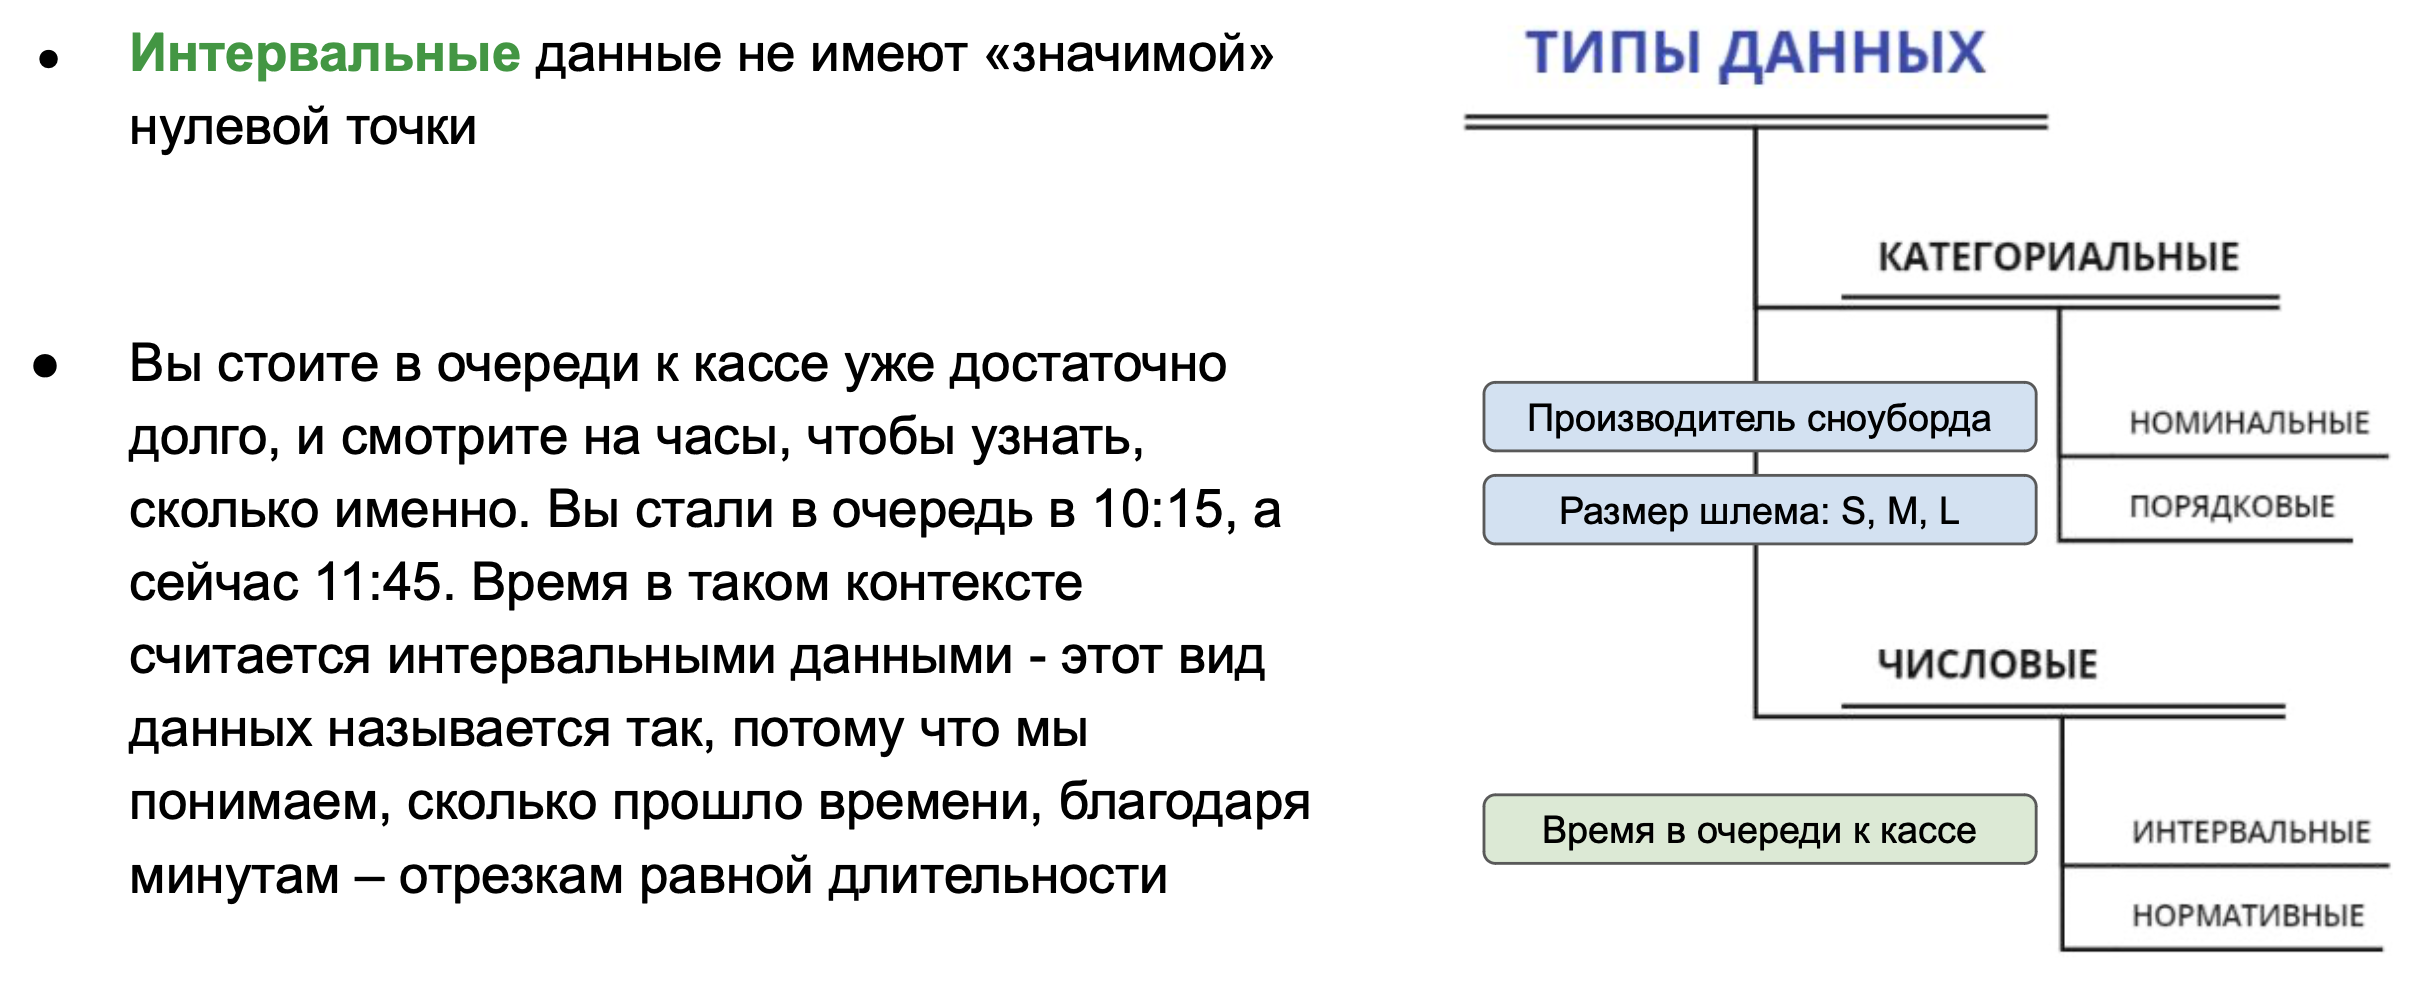 ● Интервальные данные не имеют «значимой»
нулевой точки
● Вы стоите в очереди к кассе уже достаточно
долго, и смотрите на часы, чтобы узнать,
сколько именно. Вы стали в очередь в 10:15, а
сейчас 11:45. Время в таком контексте
считается интервальными данными - этот вид
данных называется так, потому что мы
понимаем, сколько прошло времени, благодаря
минутам – отрезкам равной длительности
ТИПЫ ДАННЫХ
КАТЕГОРИАЛЬНЫЕ
Производитель сноуборда
НОМИНАЛЬНЫЕ
Размер шлема: S, M, L
ПОРЯДКОВЫЕ
ЧИСЛОВЫЕ
Время в очереди к кассе
ИНТЕРВАЛЬНЫЕ
НОРМАТИВНЫЕ